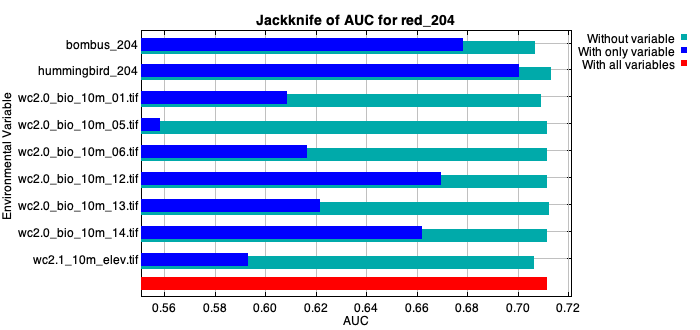 Jackknife of AUC for red_204
Without variable
With only variable
With all variables
Environmental Variable
bombus_204
hummingbird_204
wc2.0_bio_10m_01.tif
wc2.0_bio_10m_05.tif
wc2.0_bio_10m_06.tif
wc2.0_bio_10m_12.tif
wc2.0_bio_10m_13.tif
wc2.0_bio_10m_14.tif
wc2.1_10m_elev.tif
0.56 0.58 0.60 0.62 0.64 0.66 0.68 0.70 0.72
AUC